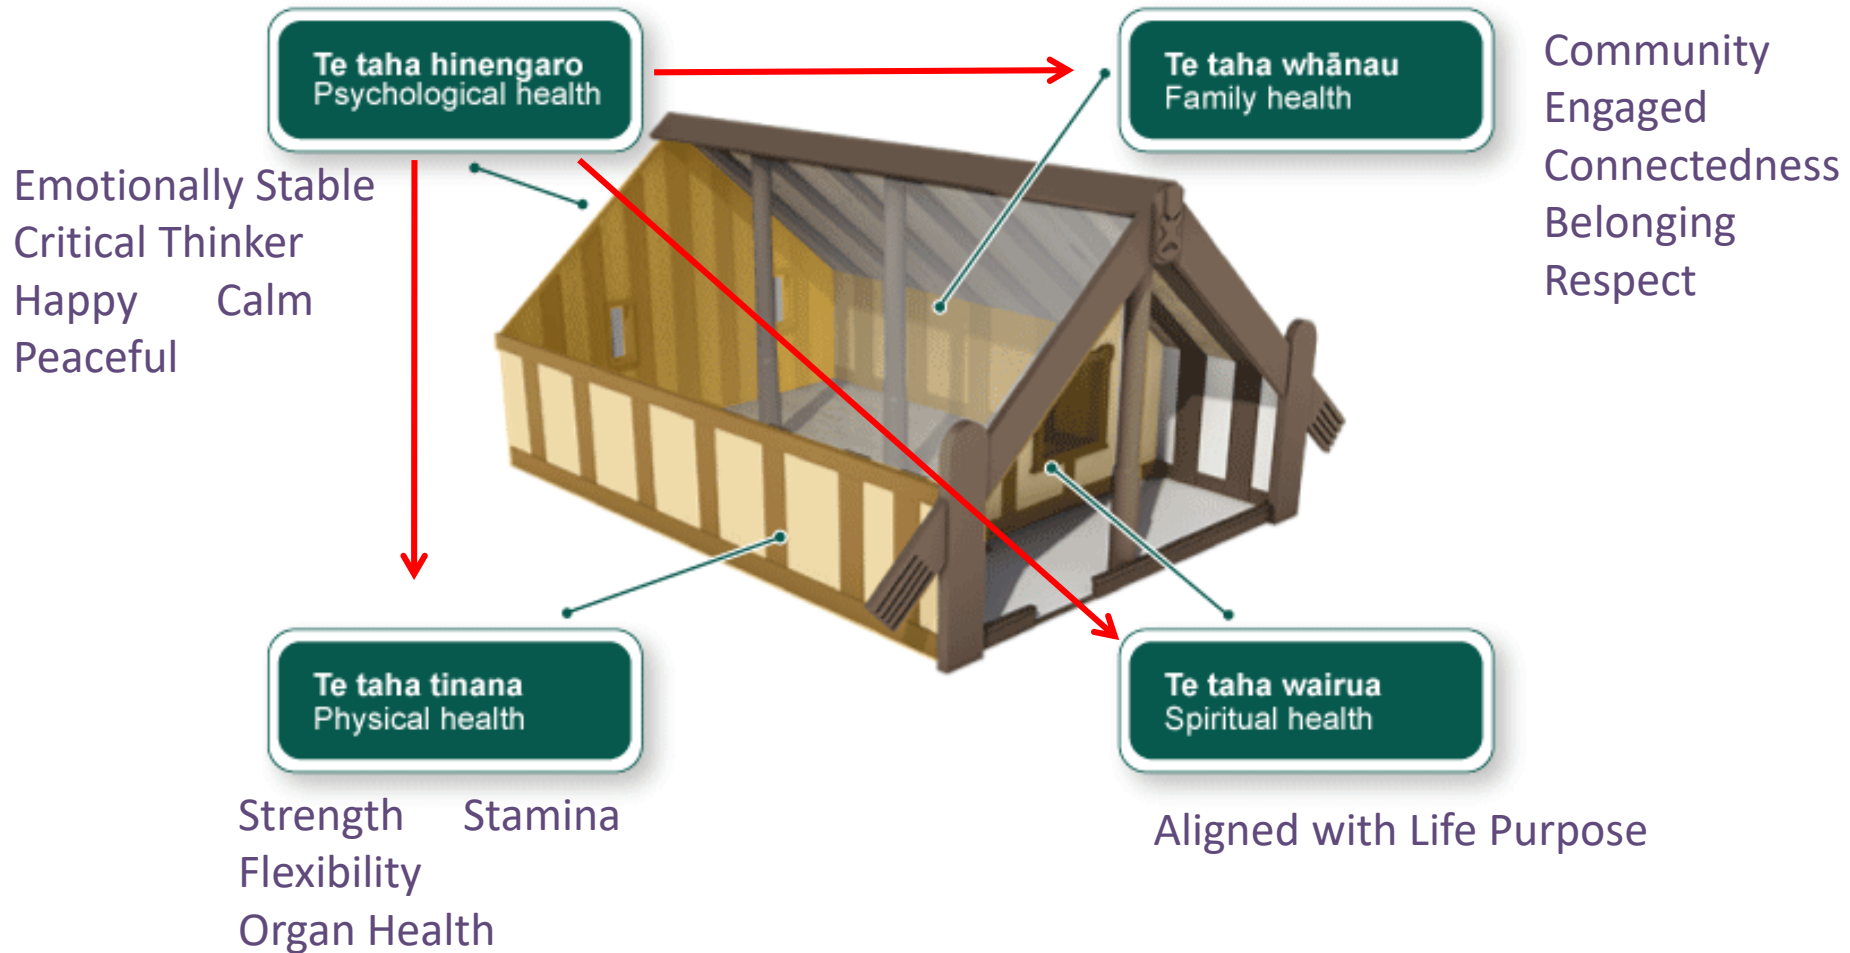 Te taha hinengaro
Psychological health
Te taha whānau
Family health
Community
Engaged
Connectedness
Belonging
Respect
Emotionally Stable
Critical Thinker
Happy Calm
Peaceful
Te taha tinana
Physical health
Te taha wairua
Spiritual health
Strength Stamina
Flexibility
Organ Health
Aligned with Life Purpose